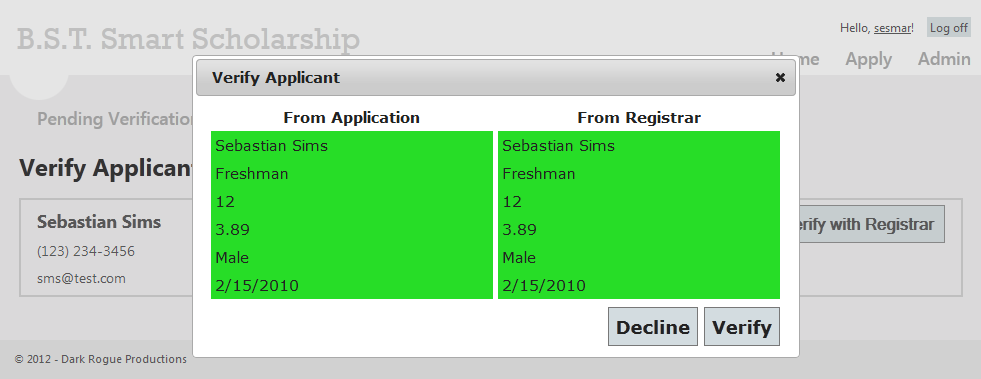 B.S.T. Smart Scholarship
Hello, sesmar! Log off
Home Apply Admin
Pending Verification
Verify Applicant
Sebastian Sims
(123) 234-3456
sms@test.com
erify with Registrar
Verify Applicant ×
From Application From Registrar
Sebastian Sims Sebastian Sims
Freshman Freshman
12 12
3.89 3.89
Male Male
2/15/2010 2/15/2010
Decline Verify
© 2012 - Dark Rogue Productions